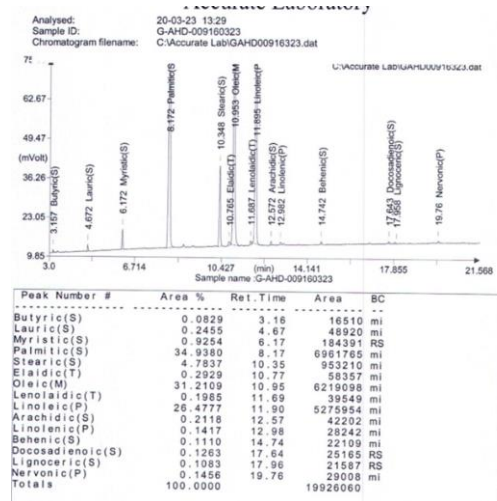 Accurate Laboratory
Analysed: 20-03-23 13:29
Sample ID: G-AHD-009160323
Chromatogram filename: C:\Accurate Lab\GAHD00916323.dat
C:\Accurate Lab\GAHD00916323.dat
75
62.67
49.47
(mVolt)
36.26
23.05
9.85
3.157 Butyric(S)
4.672 Lauric(S)
6.172 Myristic(S)
8.172 Palmitic(S)
10.348 Stearic(S)
10.765 Elaidic(T)
10.953 Oleic(M)
11.687 Lenolaidic(T)
11.895 Linoleic(P)
12.572 Arachidic(S)
12.982 Linolenic(P)
14.742 Behenic(S)
17.643 Docosadienoic(S)
17.958 Lignoceric(S)
19.76 Nervonic(P)
3.0 6.714 10.427 (min) 14.141 17.855 21.568
Sample name :G-AHD-009160323
Peak Number # Area % Ret.Time Area BC
Butyric(S) 0.0829 3.16 16510 mi
Lauric(S) 0.2455 4.67 48920 mi
Myristic(S) 0.9254 6.17 184391 RS
Palmitic(S) 34.9380 8.17 6961765 mi
Stearic(S) 4.7837 10.35 953210 mi
Elaidic(T) 0.2929 10.77 58357 mi
Oleic(M) 31.2109 10.95 6219098 mi
Lenolaidic(T) 0.1985 11.69 39549 mi
Linoleic(P) 26.4777 11.90 5275954 mi
Arachidic(S) 0.2118 12.57 42202 mi
Linolenic(P) 0.1417 12.98 28242 mi
Behenic(S) 0.1110 14.74 22109 mi
Docosadienoic(S) 0.1263 17.64 25165 RS
Lignoceric(S) 0.1083 17.96 21587 RS
Nervonic(P) 0.1456 19.76 29008 mi
Totals 100.0000 19926060